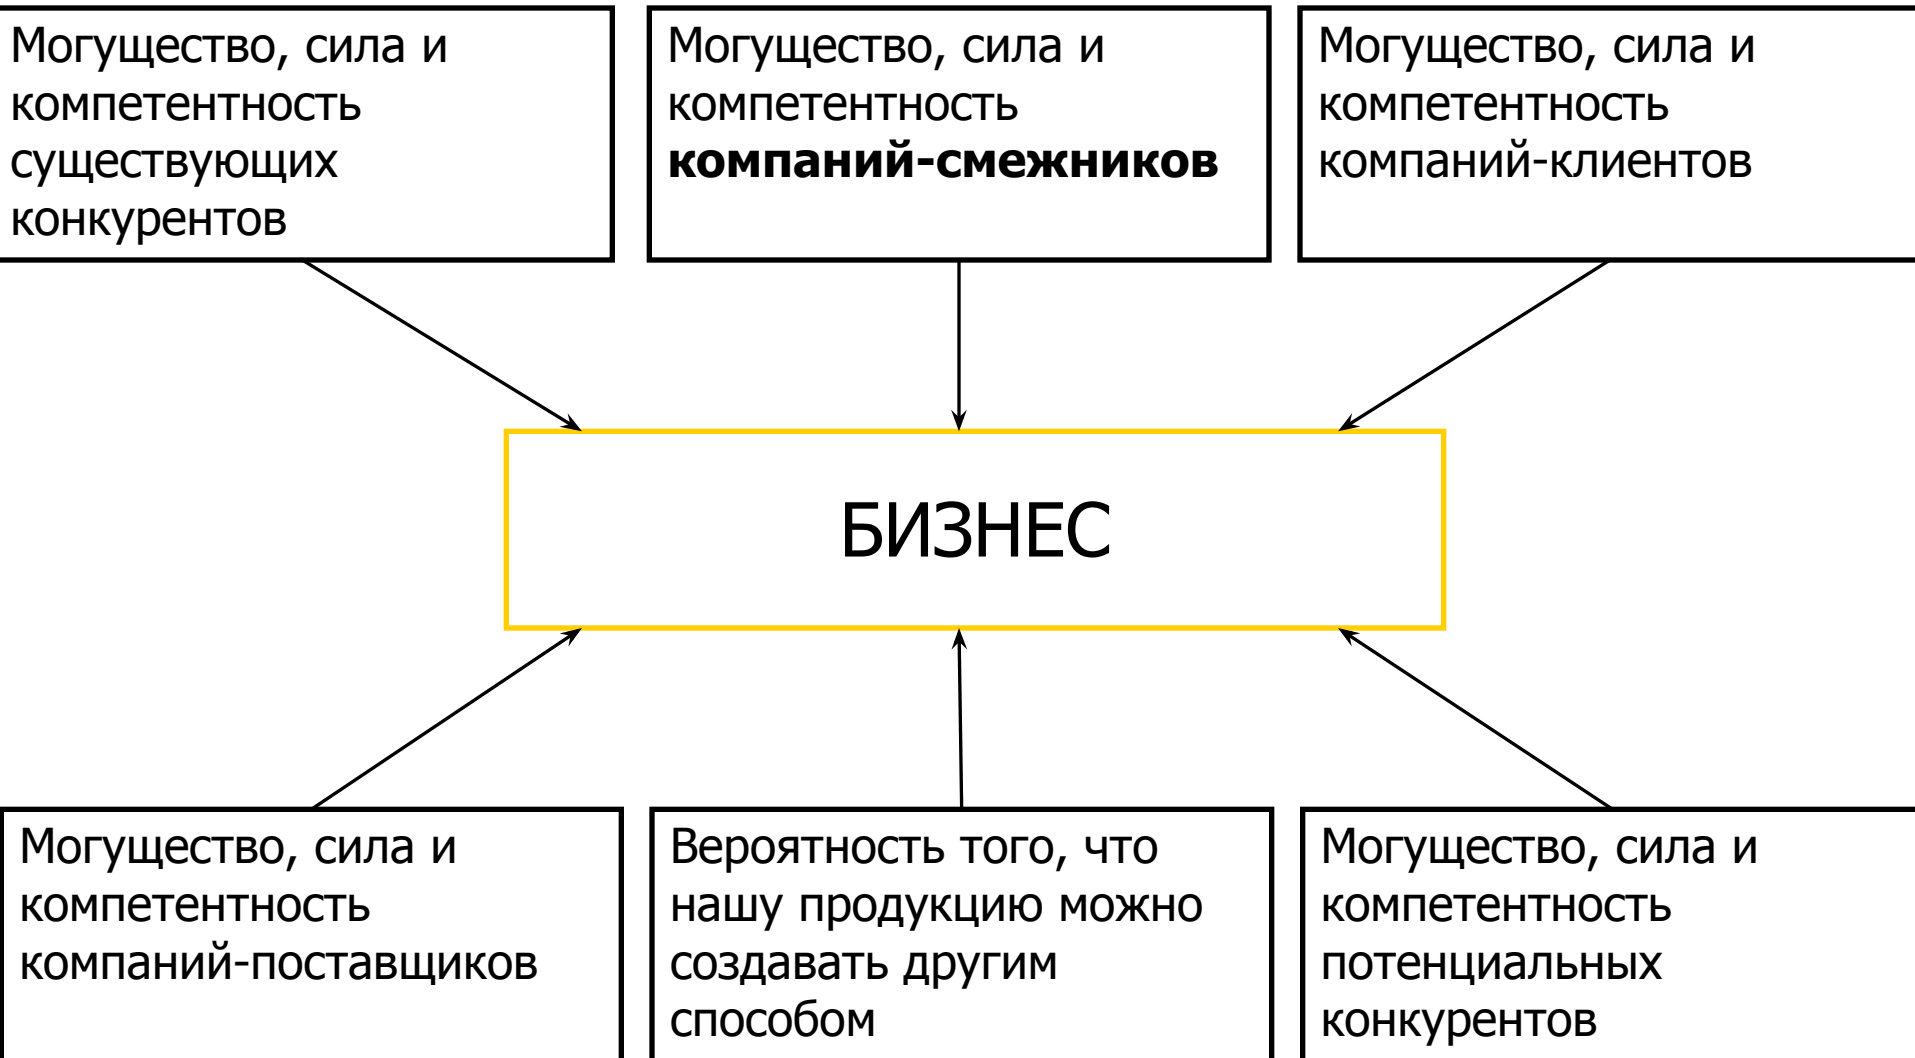 Могущество, сила и
компетентность
существующих
конкурентов
Могущество, сила и
компетентность
компаний-смежников
Могущество, сила и
компетентность
компаний-клиентов
БИЗНЕС
Могущество, сила и
компетентность
компаний-поставщиков
Вероятность того, что
нашу продукцию можно
создавать другим
способом
Могущество, сила и
компетентность
потенциальных
конкурентов